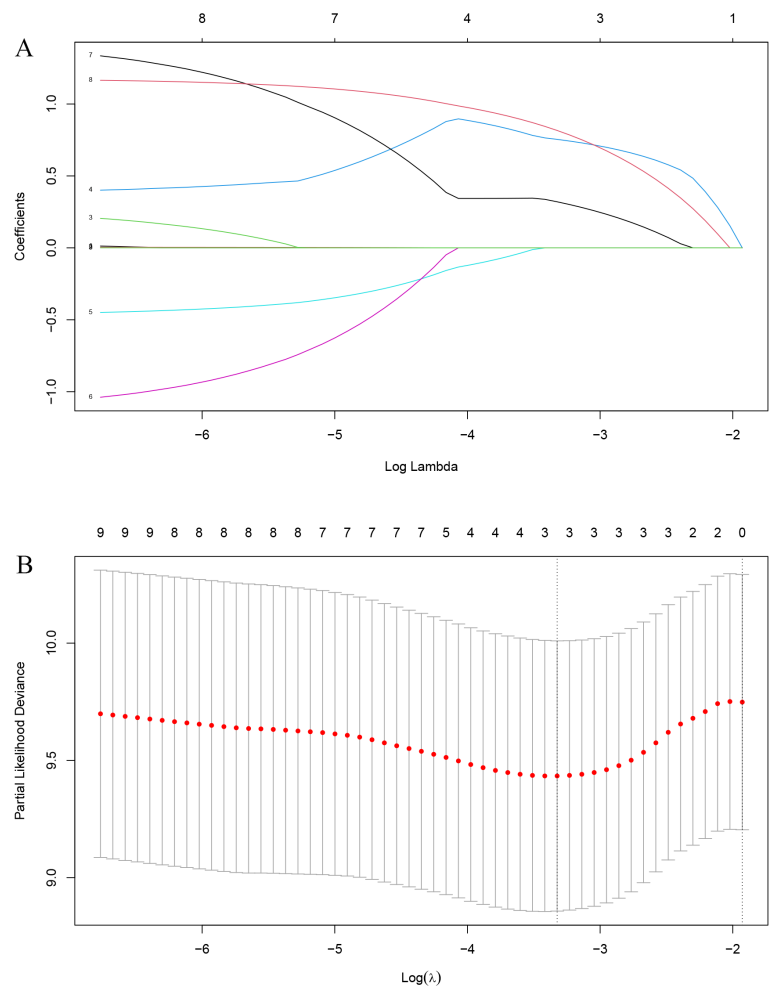 8 7 4 3 1
A
7
8
4
3
5
6
1.0
0.5
0.0
−0.5
−1.0
Coefficients
−6 −5 −4 −3 −2
Log Lambda
9 9 9 8 8 8 8 8 8 7 7 7 7 7 5 4 4 4 3 3 3 3 3 3 2 2 0
B
10.0
9.5
9.0
Partial Likelihood Deviance
−6 −5 −4 −3 −2
Log(λ)